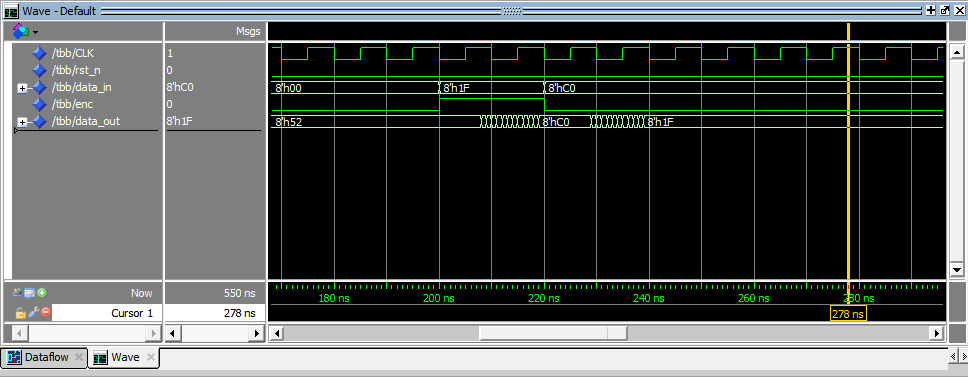 Wave - Default
Msgs
/tbb/CLK 1
/tbb/rst_n 0
/tbb/data_in 8'hC0 8'h00 8'h1F 8'hC0
/tbb/enc 0
/tbb/data_out 8'h1F 8'h52 8'hC0 8'h1F
Now 550 ns 180 ns 200 ns 220 ns 240 ns 260 ns 280 ns
Cursor 1 278 ns 278 ns
Dataflow Wave